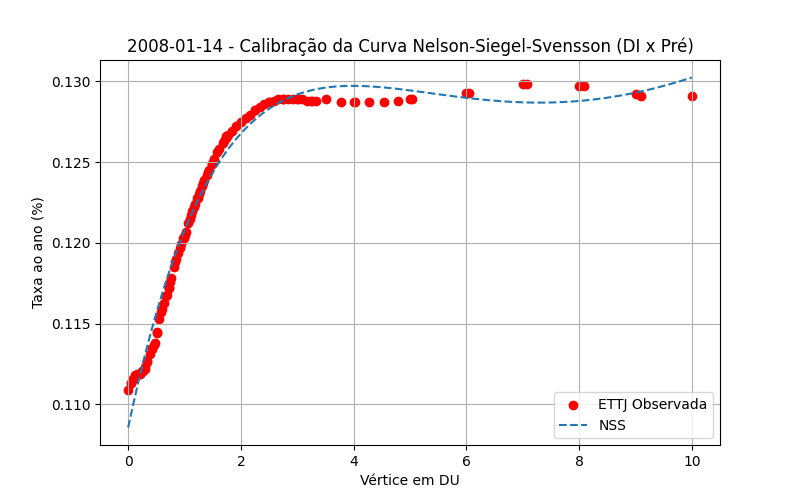 2008-01-14 - Calibração da Curva Nelson-Siegel-Svensson (DI x Pré)
Taxa ao ano (%)
0.130
0.125
0.120
0.115
0.110
ETTJ Observada
NSS
0 2 4 6 8 10
Vértice em DU